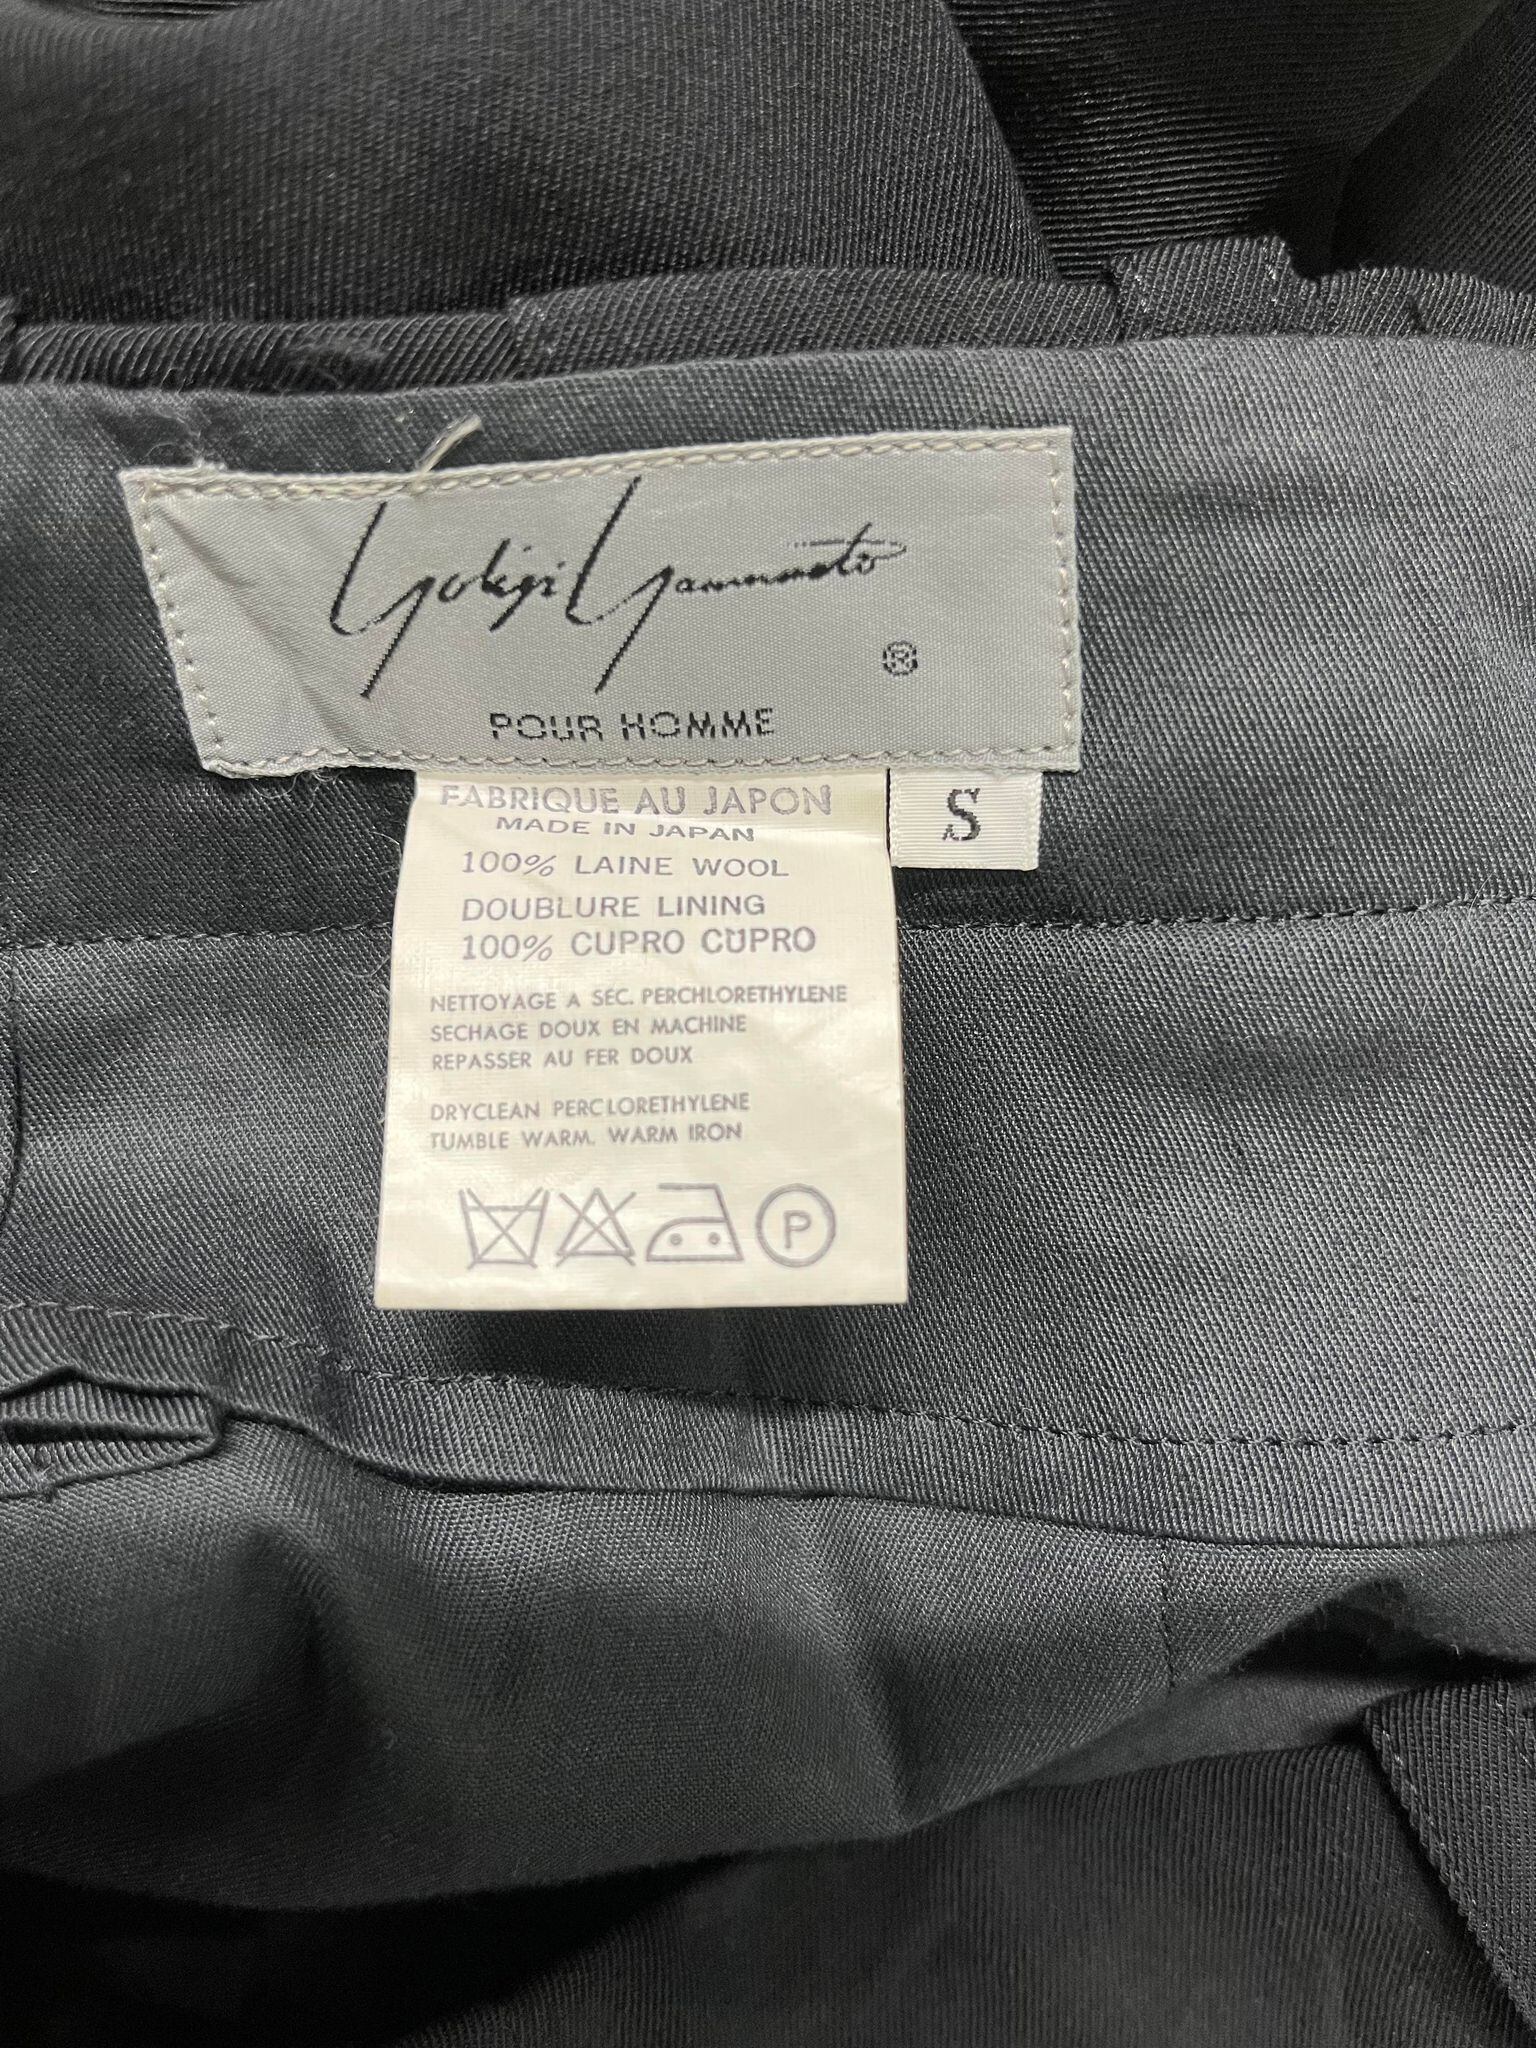 Yohji Yamamoto
®
POUR HOMME
FABRIQUE AU JAPON
MADE IN JAPAN
100% LAINE WOOL
DOUBLURE LINING
100% CUPRO CUPRO
NETTOYAGE A SEC. PERCHLORETHYLENE
SECHAGE DOUX EN MACHINE
REPASSER AU FER DOUX
DRYCLEAN PERCLORETHYLENE
TUMBLE WARM. WARM IRON
P
S